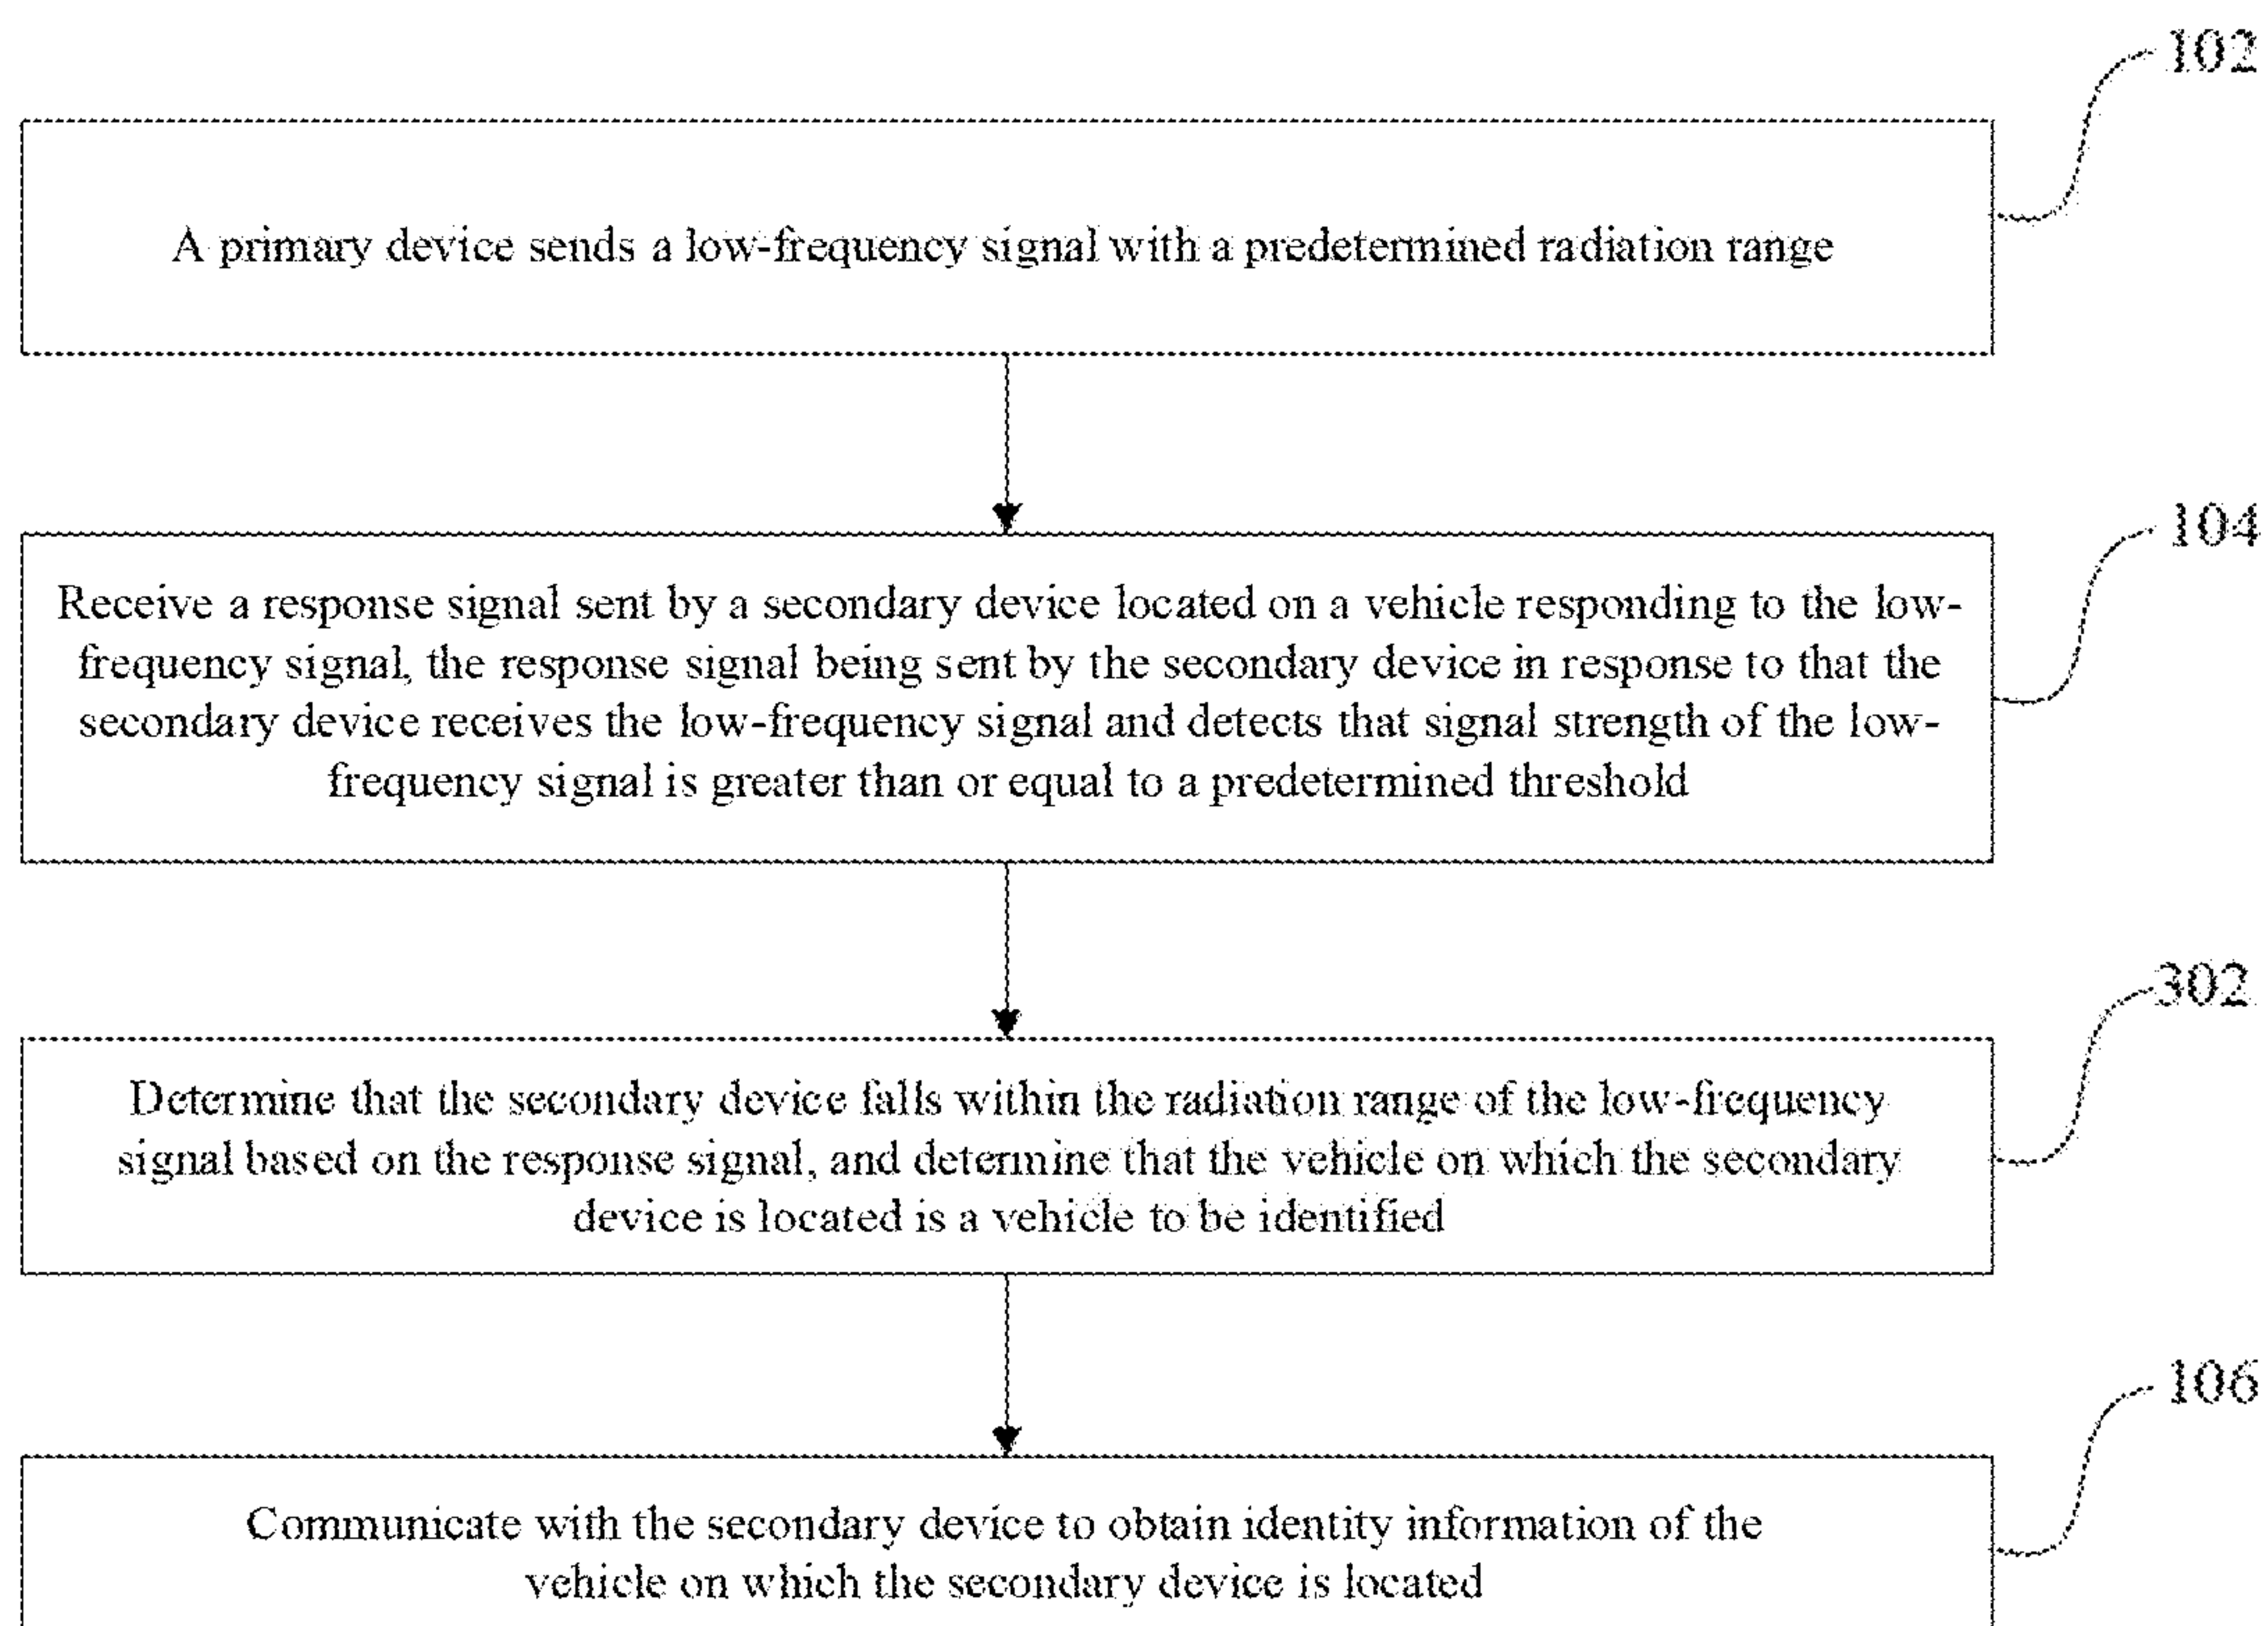 102
A primary device sends a low-frequency signal with a predetermined radiation range
104
Receive a response signal sent by a secondary device located on a vehicle responding to the low-
frequency signal, the response signal being sent by the secondary device in response to that the
secondary device receives the low-frequency signal and detects that signal strength of the low-
frequency signal is greater than or equal to a predetermined threshold
302
Determine that the secondary device falls within the radiation range of the low-frequency
signal based on the response signal, and determine that the vehicle on which the secondary
device is located is a vehicle to be identified
106
Communicate with the secondary device to obtain identity information of the
vehicle on which the secondary device is located